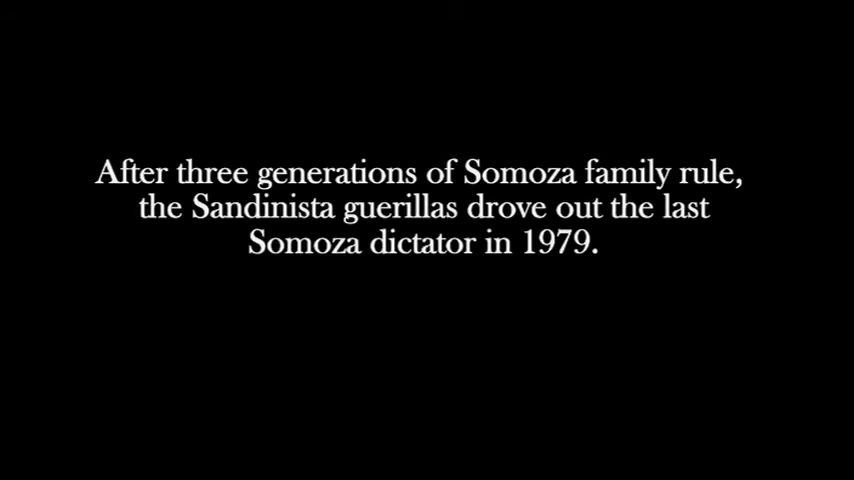 After three generations of Somoza family rule,
the Sandinista guerillas drove out the last
Somoza dictator in 1979.